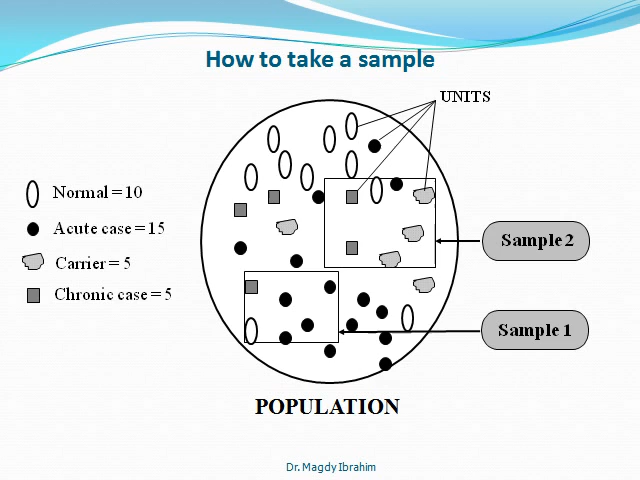 How to take a sample
UNITS
Normal = 10
Acute case = 15
Carrier = 5
Chronic case = 5
Sample 2
Sample 1
POPULATION
Dr. Magdy Ibrahim